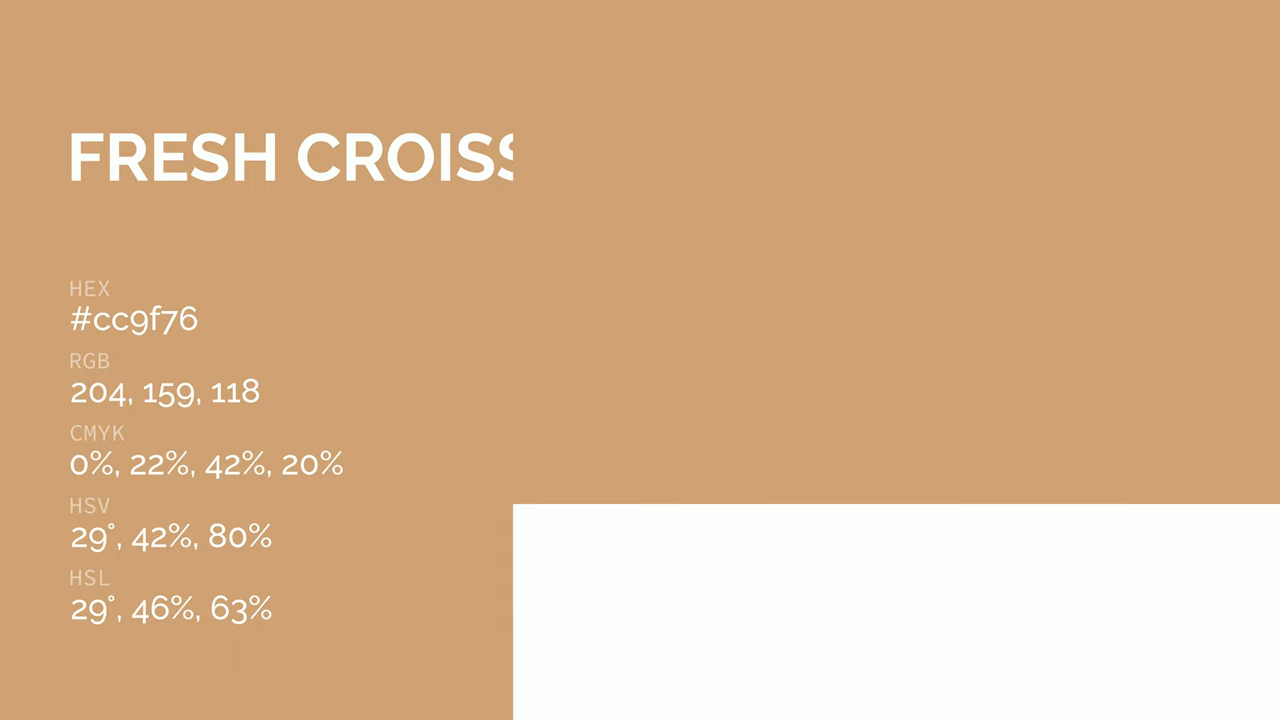 FRESH CROISS
HEX
#cc9f76
RGB
204, 159, 118
CMYK
0%, 22%, 42%, 20%
HSV
29°, 42%, 80%
HSL
29°, 46%, 63%